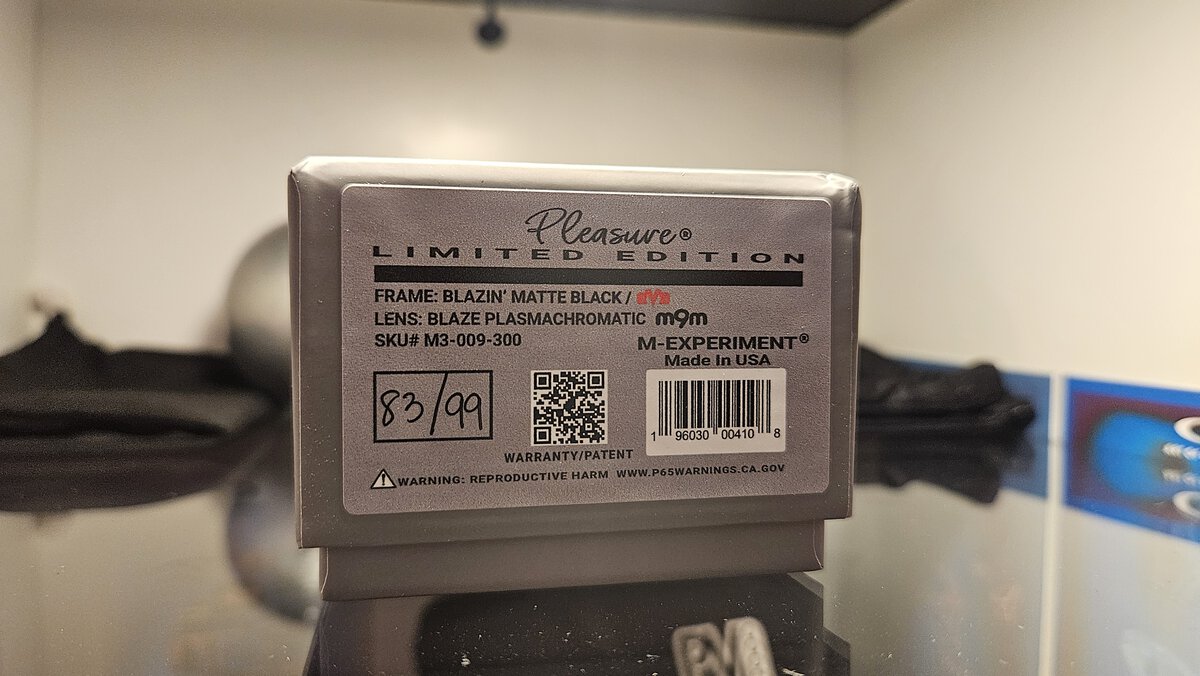 Pleasure®
LIMITED EDITION
FRAME: BLAZIN' MATTE BLACK /
LENS: BLAZE PLASMACHROMATIC m9m
SKU# M3-009-300
M-EXPERIMENT®
Made In USA
83/99
1 96030 00410 8
WARRANTY/PATENT
WARNING: REPRODUCTIVE HARM WWW.P65WARNINGS.CA.GOV